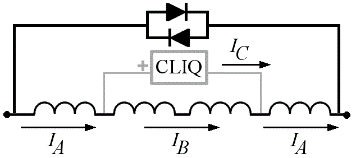 I_C
+ CLIQ
I_A I_B I_A